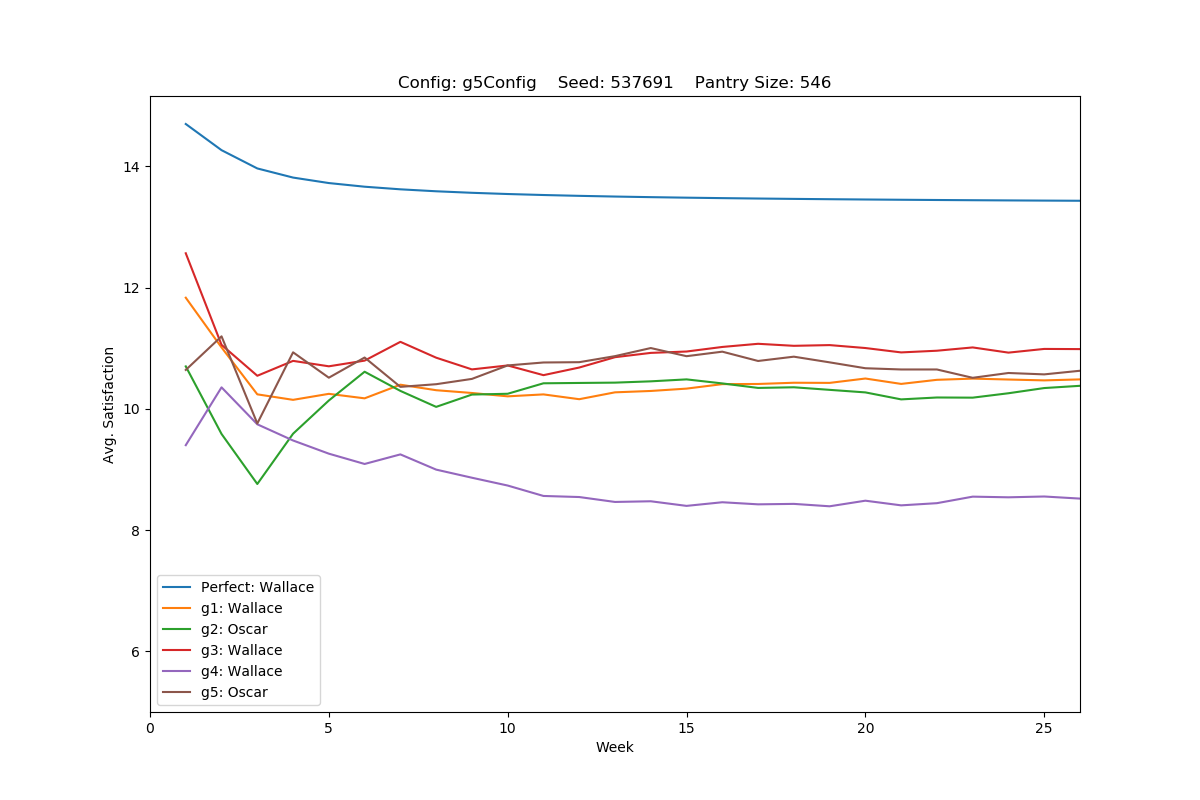 Config: g5Config    Seed: 537691    Pantry Size: 546
14
12
10
8
6
Avg. Satisfaction
Perfect: Wallace
g1: Wallace
g2: Oscar
g3: Wallace
g4: Wallace
g5: Oscar
0 5 10 15 20 25
Week